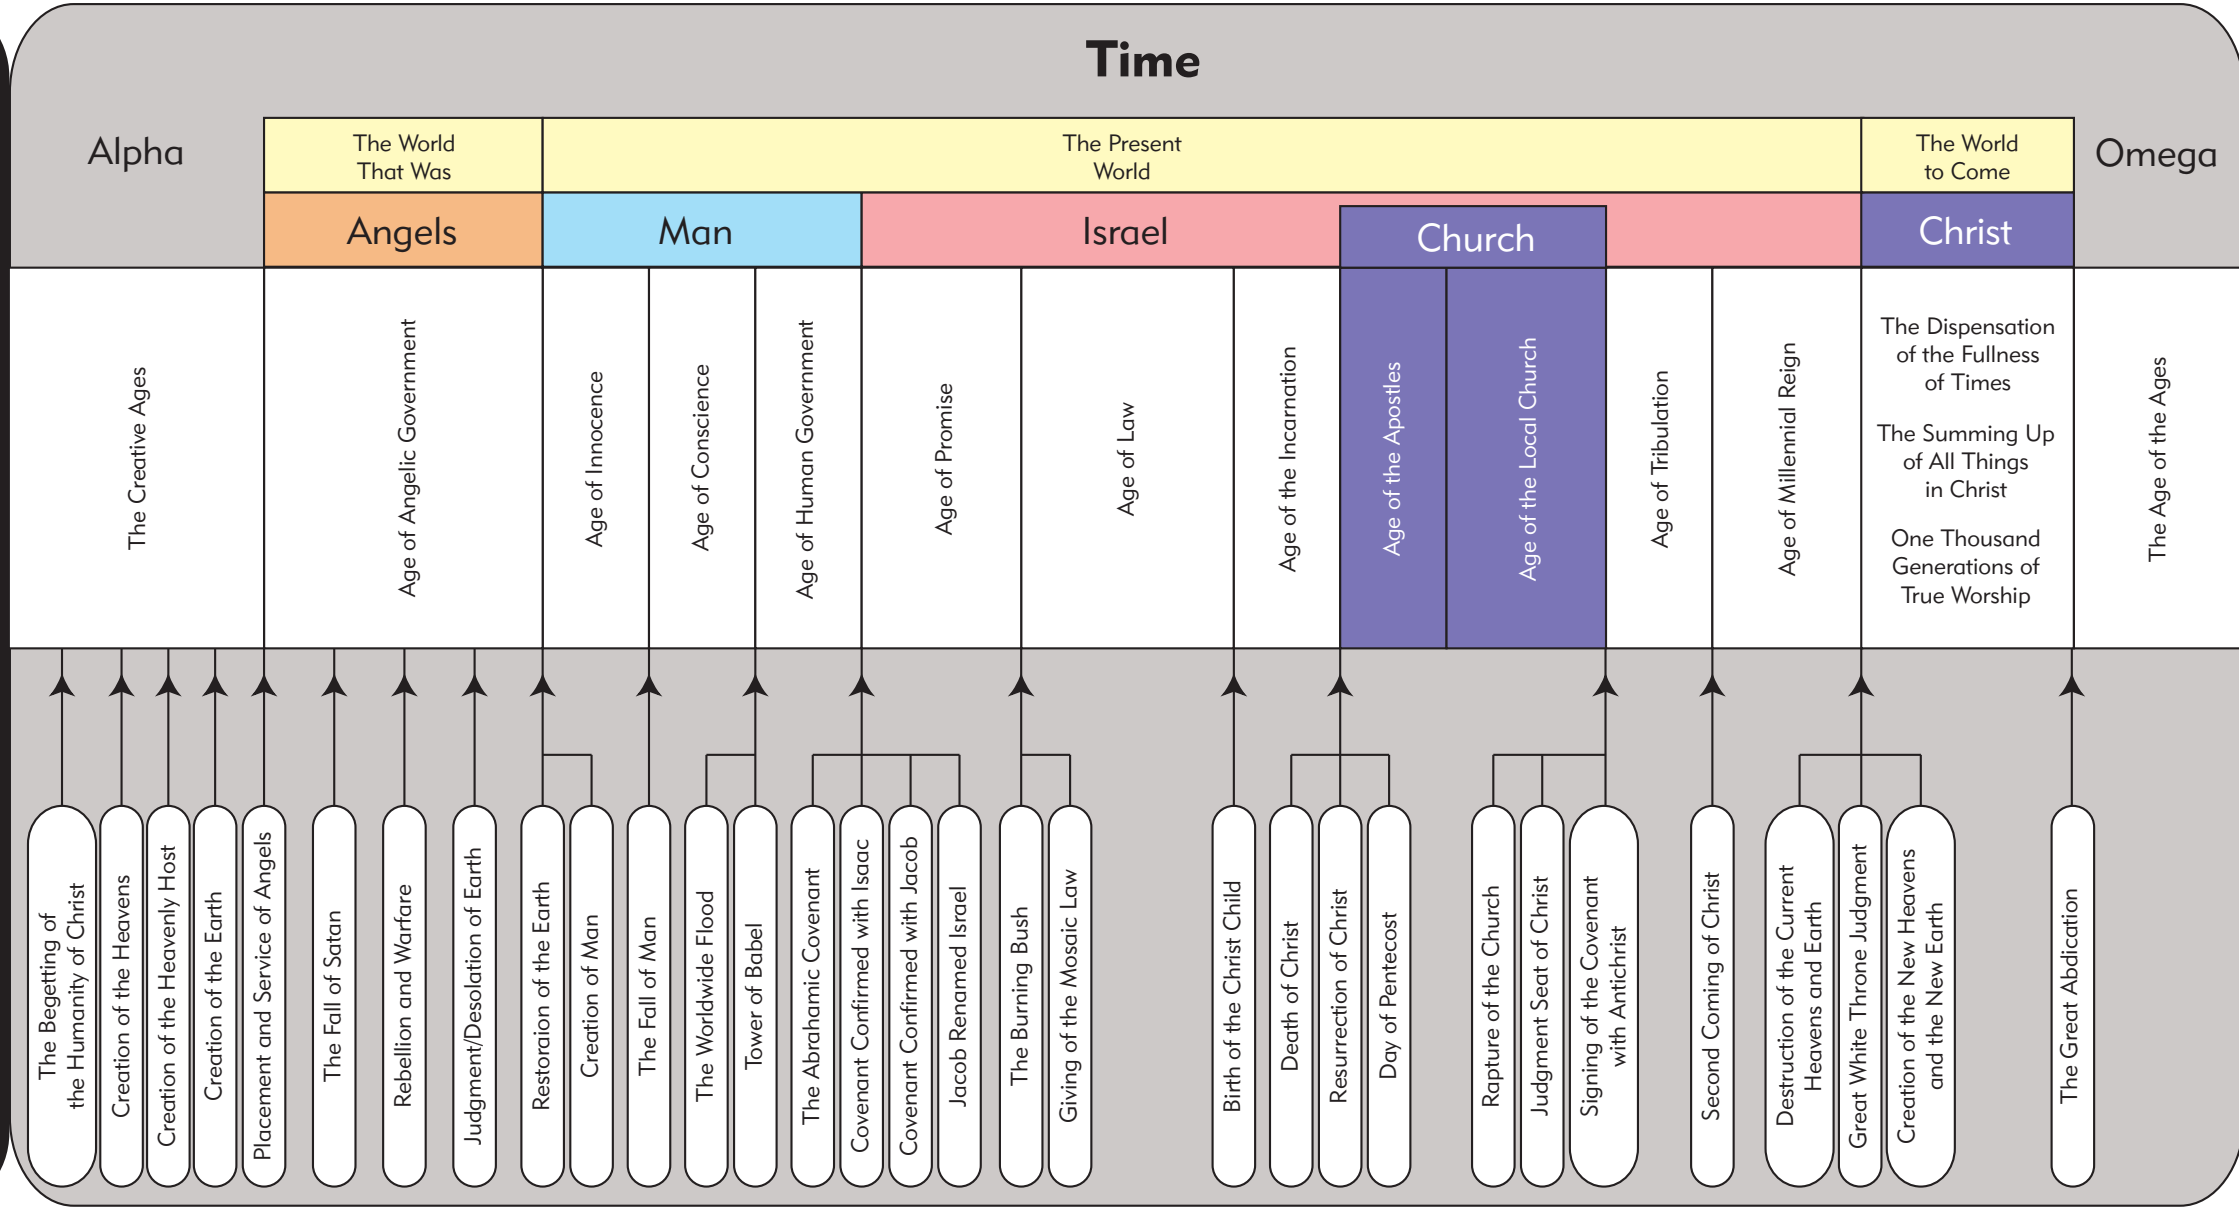 Time
Alpha
The World
That Was
The Present
World
The World
to Come
Omega
Angels
Man
Israel
Church
Christ
The Creative Ages
Age of Angelic Government
Age of Innocence
Age of Conscience
Age of Human Government
Age of Promise
Age of Law
Age of the Incarnation
Age of the Apostles
Age of the Local Church
Age of Tribulation
Age of Millennial Reign
The Dispensation
of the Fullness
of Times
The Summing Up
of All Things
in Christ
One Thousand
Generations of
True Worship
The Age of the Ages
The Begetting of
the Humanity of Christ
Creation of the Heavens
Creation of the Heavenly Host
Creation of the Earth
Placement and Service of Angels
The Fall of Satan
Rebellion and Warfare
Judgment/Desolation of Earth
Restoraion of the Earth
Creation of Man
The Fall of Man
The Worldwide Flood
Tower of Babel
The Abrahamic Covenant
Covenant Confirmed with Isaac
Covenant Confirmed with Jacob
Jacob Renamed Israel
The Burning Bush
Giving of the Mosaic Law
Birth of the Christ Child
Death of Christ
Resurrection of Christ
Day of Pentecost
Rapture of the Church
Judgment Seat of Christ
Signing of the Covenant
with Antichrist
Second Coming of Christ
Destruction of the Current
Heavens and Earth
Great White Throne Judgment
Creation of the New Heavens
and the New Earth
The Great Abdication